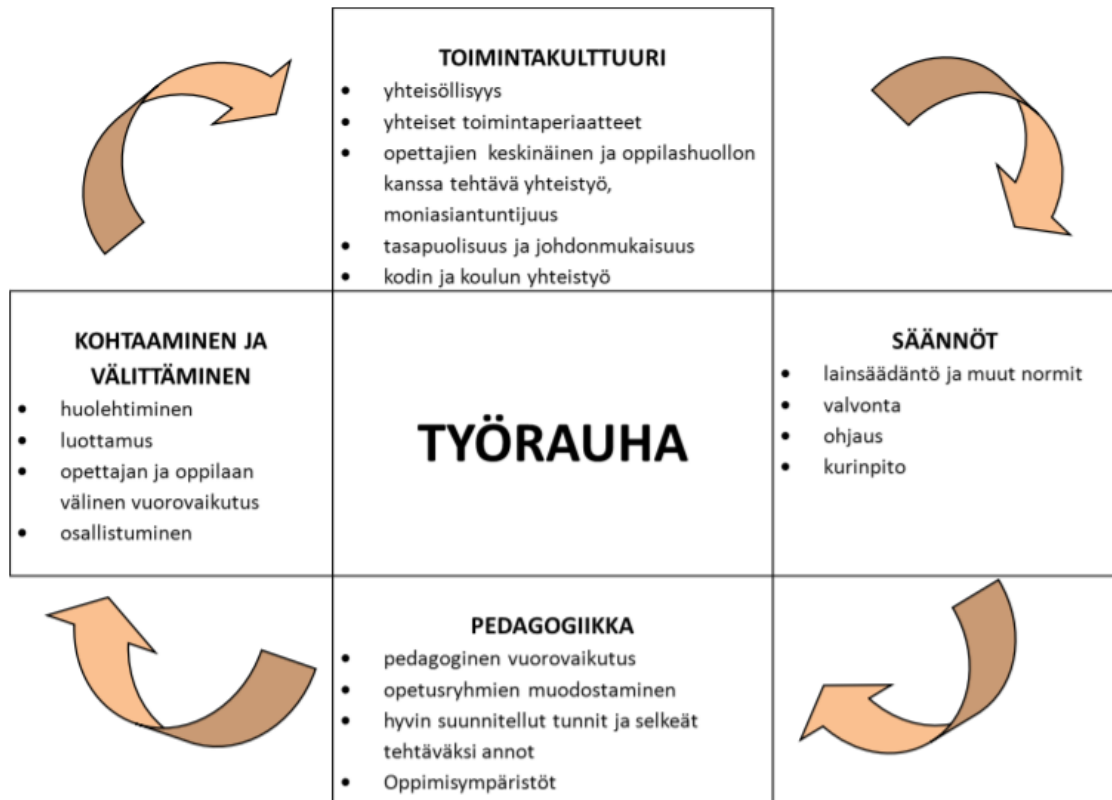 TOIMINTAKULTTUURI
• yhteisöllisyys
• yhteiset toimintaperiaatteet
• opettajien keskinäinen ja oppilashuollon
kanssa tehtävä yhteistyö,
moniasiantuntijuus
• tasapuolisuus ja johdonmukaisuus
• kodin ja koulun yhteistyö
KOHTAAMINEN JA
VÄLITTÄMINEN
• huolehtiminen
• luottamus
• opettajan ja oppilaan
välinen vuorovaikutus
• osallistuminen
TYÖRAUHA
SÄÄNNÖT
• lainsäädäntö ja muut normit
• valvonta
• ohjaus
• kurinpito
PEDAGOGIIKKA
• pedagoginen vuorovaikutus
• opetusryhmien muodostaminen
• hyvin suunnitellut tunnit ja selkeät
tehtäväksi annot
• Oppimisympäristöt